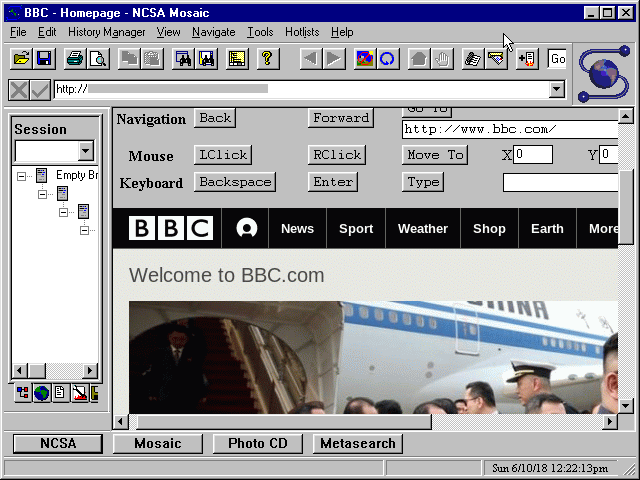 BBC - Homepage - NCSA Mosaic
File Edit History Manager View Navigate Tools Hotlists Help
Go
http://
Session
Empty Br
Navigation Back Forward Go To
http://www.bbc.com/
Mouse LClick RClick Move To X 0 Y 0
Keyboard Backspace Enter Type
BBC News Sport Weather Shop Earth More
Welcome to BBC.com
CHINA
NCSA Mosaic Photo CD Metasearch
Sun 6/10/18 12:22:13pm